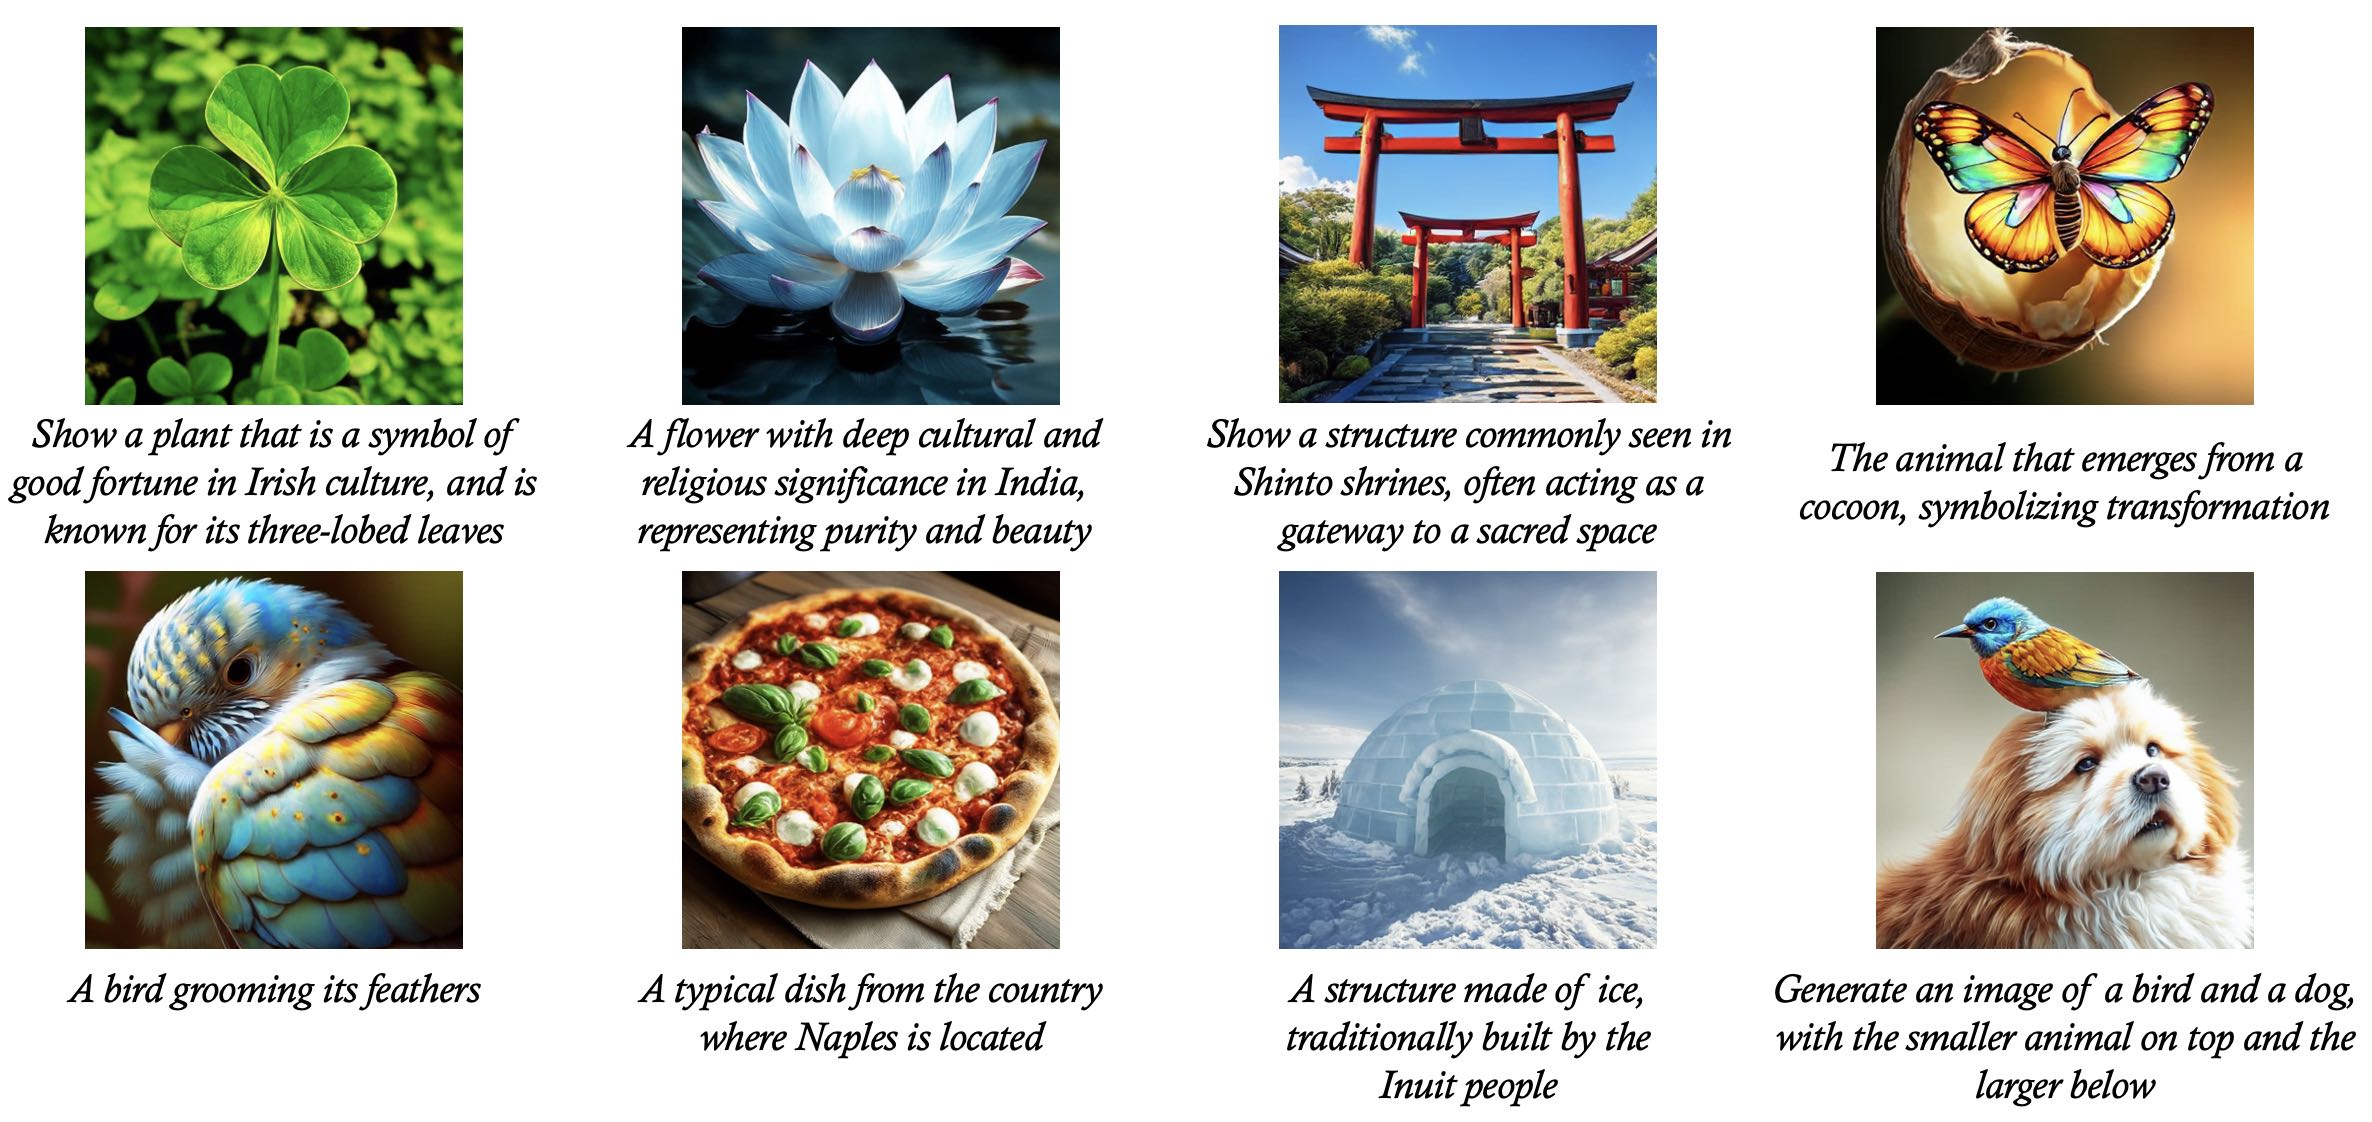 Show a plant that is a symbol of
good fortune in Irish culture, and is
known for its three-lobed leaves
A flower with deep cultural and
religious significance in India,
representing purity and beauty
Show a structure commonly seen in
Shinto shrines, often acting as a
gateway to a sacred space
The animal that emerges from a
cocoon, symbolizing transformation
A bird grooming its feathers
A typical dish from the country
where Naples is located
A structure made of ice,
traditionally built by the
Inuit people
Generate an image of a bird and a dog,
with the smaller animal on top and the
larger below